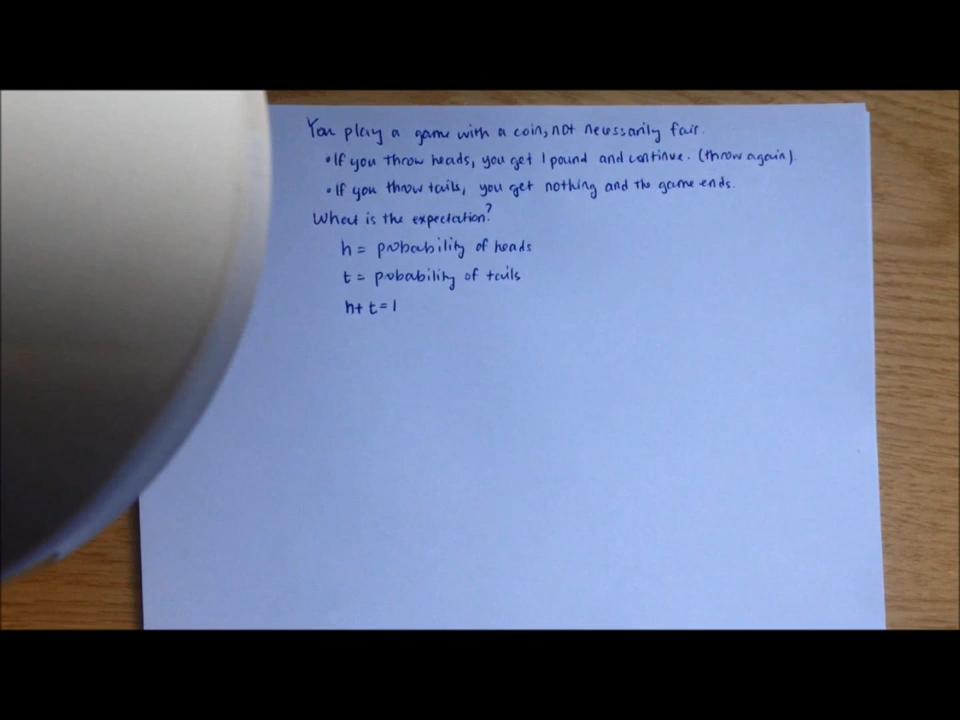 You play a game with a coin, not necessarily fair.
• If you throw heads, you get 1 pound and continue. (throw again).
• If you throw tails, you get nothing and the game ends.
What is the expectation?
h = probability of heads
t = pobability of tails
h + t = 1